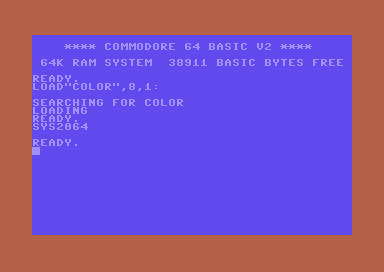 **** COMMODORE 64 BASIC V2 ****
64K RAM SYSTEM  38911 BASIC BYTES FREE
READY.
LOAD"COLOR",8,1:
SEARCHING FOR COLOR
LOADING
READY.
SYS2064
READY.